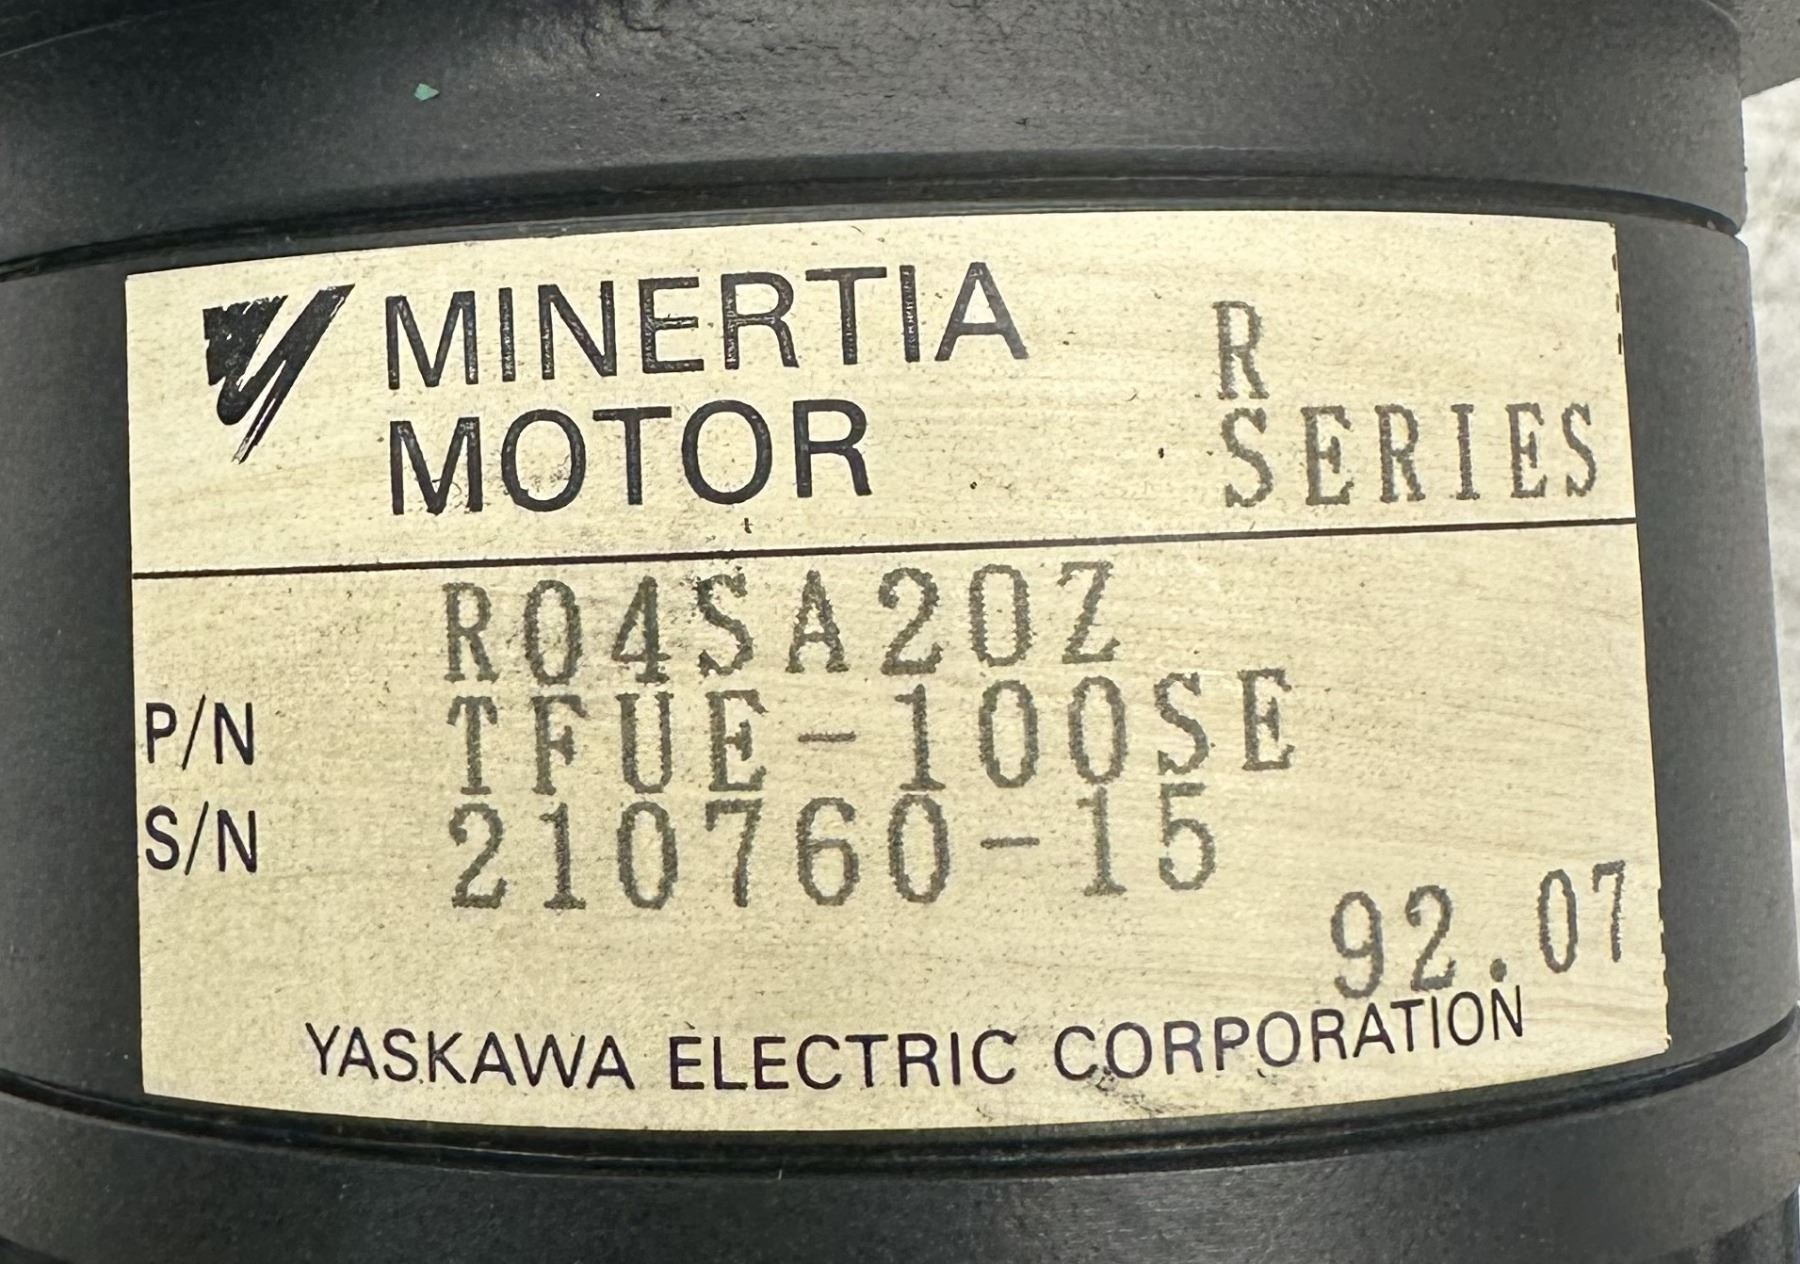 MINERTIA
MOTOR
R
SERIES
R04SA20Z
P/N TFUE-100SE
S/N 210760-15
92.07
YASKAWA ELECTRIC CORPORATION